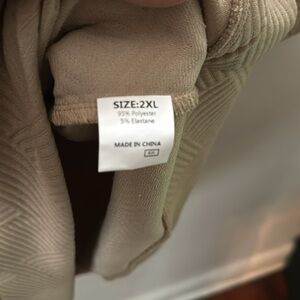 SIZE:2XL
95% Polyester
5% Elastane
MADE IN CHINA